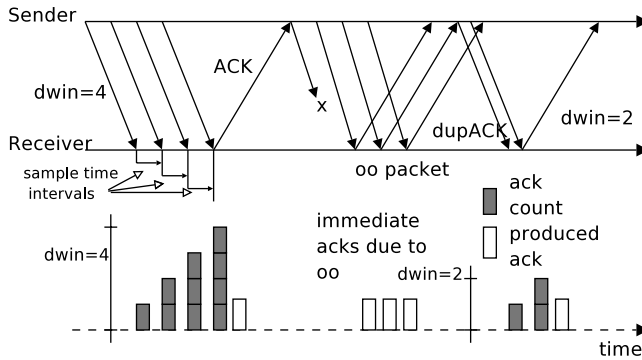 Sender
ACK
dwin=4
x
dwin=2
dupACK
Receiver
oo packet
sample time
intervals
ack
count
immediate
acks due to
oo
produced
ack
dwin=4
dwin=2
time